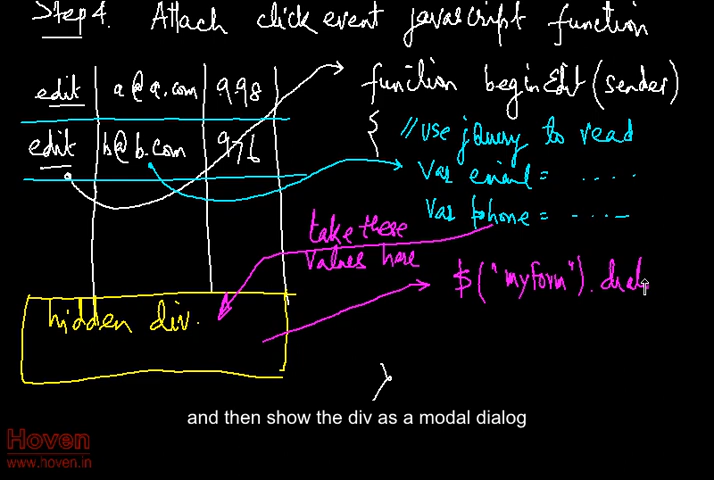 Step 4. Attach click event javascript function
edit a@a.com 998
edit b@b.com 976
function beginEdit(sender)
{
//use jQuery to read
Var email = .....
Var phone = ....
take these
values here
$("myform").dial
hidden div.
}
and then show the div as a modal dialog
Hoven
www.hoven.in